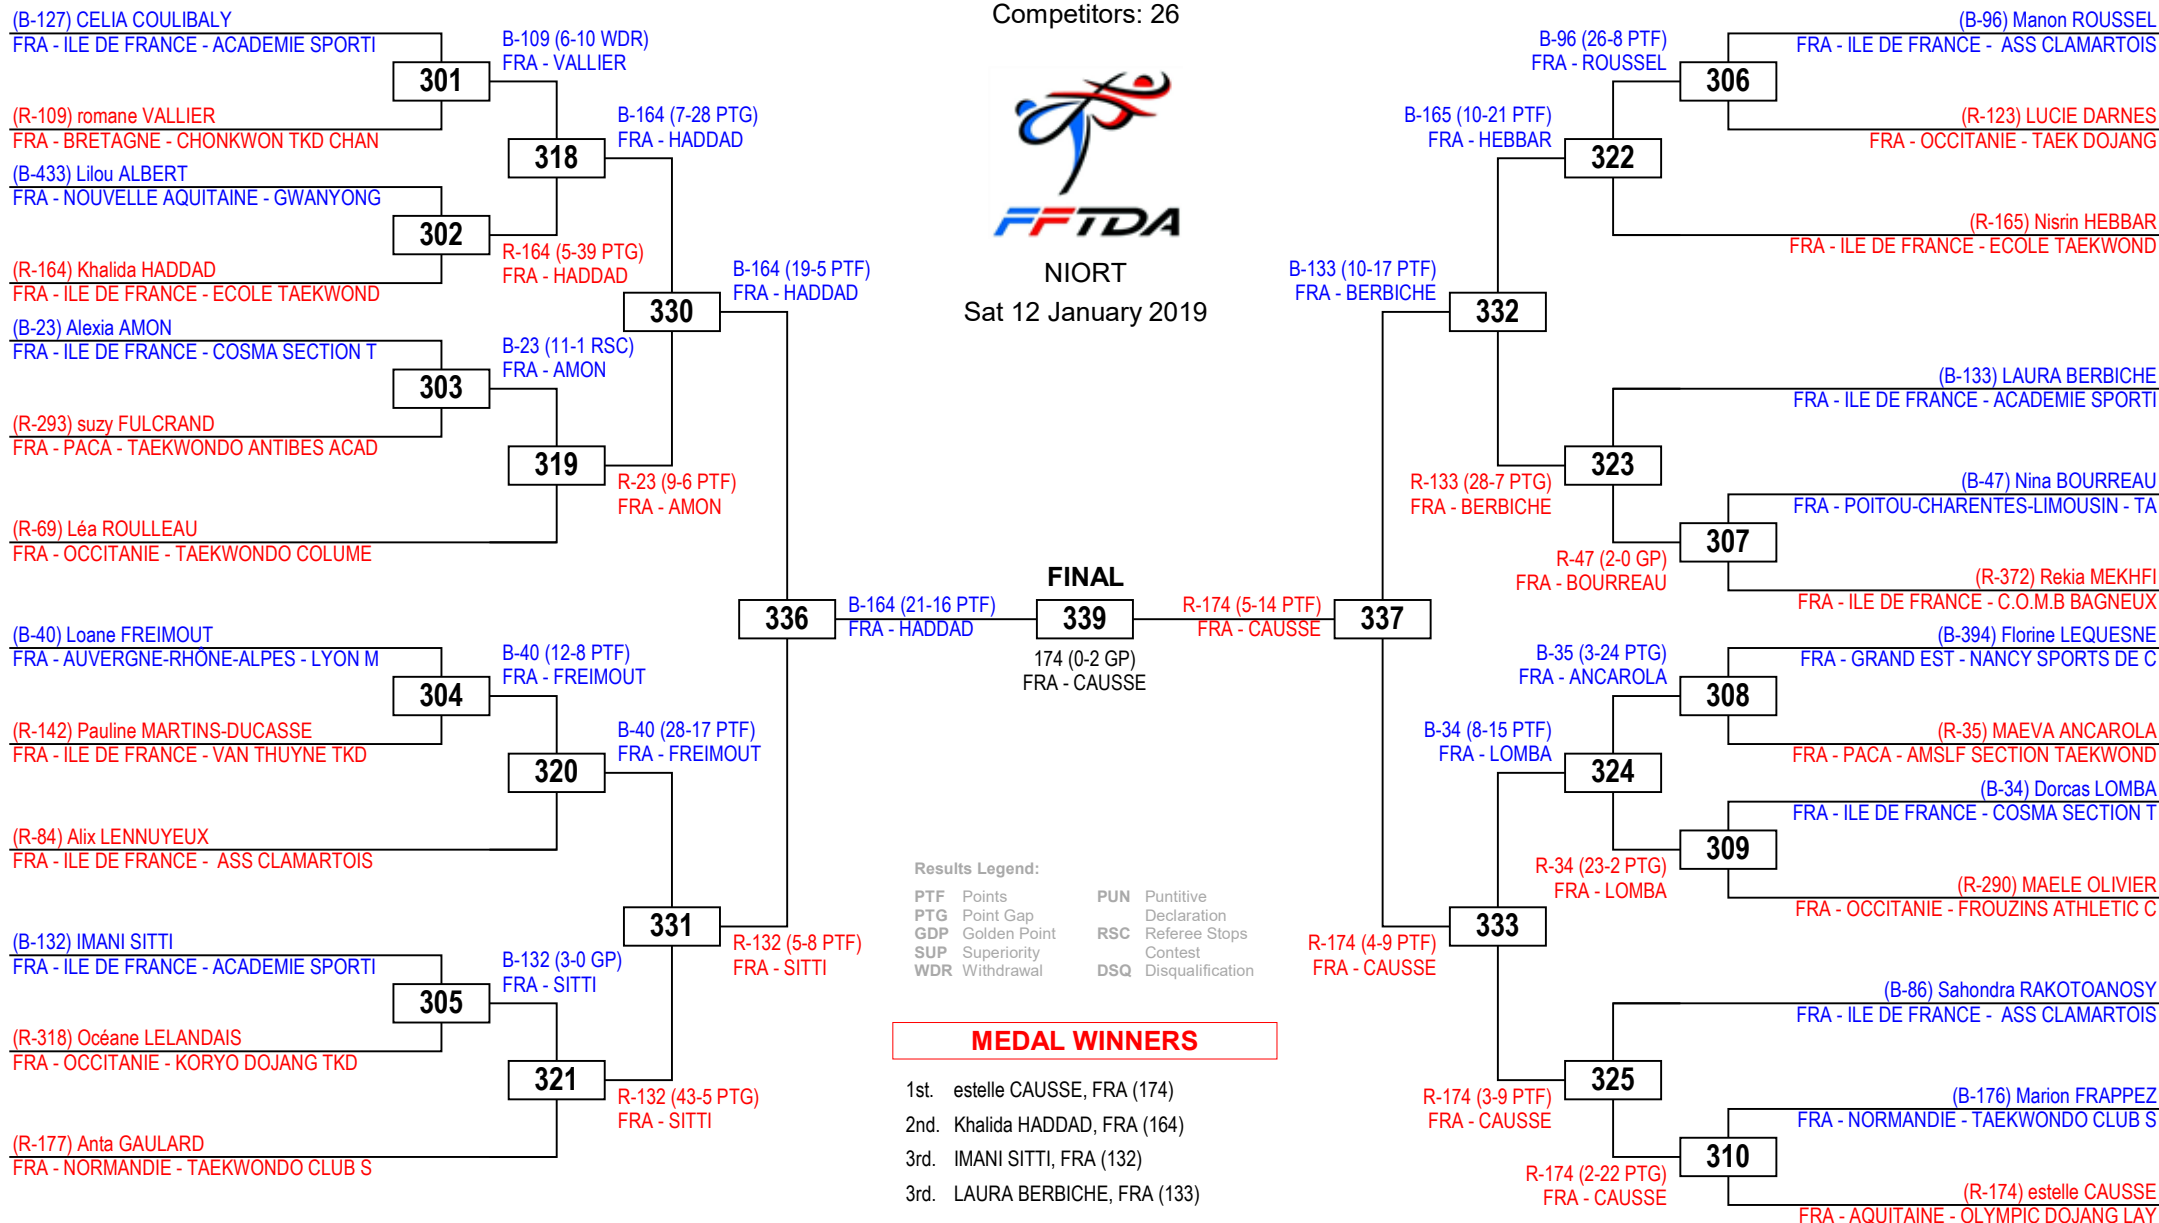 Competitors: 26
FFTDA
NIORT
Sat 12 January 2019
(B-127) CELIA COULIBALY
FRA - ILE DE FRANCE - ACADEMIE SPORTI
301
(R-109) romane VALLIER
FRA - BRETAGNE - CHONKWON TKD CHAN
B-109 (6-10 WDR)
FRA - VALLIER
318
(B-433) Lilou ALBERT
FRA - NOUVELLE AQUITAINE - GWANYONG
302
(R-164) Khalida HADDAD
FRA - ILE DE FRANCE - ECOLE TAEKWOND
R-164 (5-39 PTG)
FRA - HADDAD
B-164 (7-28 PTG)
FRA - HADDAD
330
(B-23) Alexia AMON
FRA - ILE DE FRANCE - COSMA SECTION T
303
(R-293) suzy FULCRAND
FRA - PACA - TAEKWONDO ANTIBES ACAD
B-23 (11-1 RSC)
FRA - AMON
319
(R-69) Léa ROULLEAU
FRA - OCCITANIE - TAEKWONDO COLUME
R-23 (9-6 PTF)
FRA - AMON
B-164 (19-5 PTF)
FRA - HADDAD
336
(B-40) Loane FREIMOUT
FRA - AUVERGNE-RHÔNE-ALPES - LYON M
304
(R-142) Pauline MARTINS-DUCASSE
FRA - ILE DE FRANCE - VAN THUYNE TKD
B-40 (12-8 PTF)
FRA - FREIMOUT
320
(R-84) Alix LENNUYEUX
FRA - ILE DE FRANCE - ASS CLAMARTOIS
B-40 (28-17 PTF)
FRA - FREIMOUT
331
(B-132) IMANI SITTI
FRA - ILE DE FRANCE - ACADEMIE SPORTI
305
(R-318) Océane LELANDAIS
FRA - OCCITANIE - KORYO DOJANG TKD
B-132 (3-0 GP)
FRA - SITTI
321
(R-177) Anta GAULARD
FRA - NORMANDIE - TAEKWONDO CLUB S
R-132 (43-5 PTG)
FRA - SITTI
R-132 (5-8 PTF)
FRA - SITTI
B-164 (21-16 PTF)
FRA - HADDAD
FINAL
339
174 (0-2 GP)
FRA - CAUSSE
R-174 (5-14 PTF)
FRA - CAUSSE
337
(B-96) Manon ROUSSEL
FRA - ILE DE FRANCE - ASS CLAMARTOIS
306
(R-123) LUCIE DARNES
FRA - OCCITANIE - TAEK DOJANG
B-96 (26-8 PTF)
FRA - ROUSSEL
322
(R-165) Nisrin HEBBAR
FRA - ILE DE FRANCE - ECOLE TAEKWOND
B-165 (10-21 PTF)
FRA - HEBBAR
B-133 (10-17 PTF)
FRA - BERBICHE
332
(B-133) LAURA BERBICHE
FRA - ILE DE FRANCE - ACADEMIE SPORTI
323
R-133 (28-7 PTG)
FRA - BERBICHE
(B-47) Nina BOURREAU
FRA - POITOU-CHARENTES-LIMOUSIN - TA
307
R-47 (2-0 GP)
FRA - BOURREAU
(R-372) Rekia MEKHFI
FRA - ILE DE FRANCE - C.O.M.B BAGNEUX
(B-394) Florine LEQUESNE
FRA - GRAND EST - NANCY SPORTS DE C
B-35 (3-24 PTG)
FRA - ANCAROLA
308
(R-35) MAEVA ANCAROLA
FRA - PACA - AMSLF SECTION TAEKWOND
B-34 (8-15 PTF)
FRA - LOMBA
324
(B-34) Dorcas LOMBA
FRA - ILE DE FRANCE - COSMA SECTION T
309
R-34 (23-2 PTG)
FRA - LOMBA
(R-290) MAELE OLIVIER
FRA - OCCITANIE - FROUZINS ATHLETIC C
333
R-174 (4-9 PTF)
FRA - CAUSSE
(B-86) Sahondra RAKOTOANOSY
FRA - ILE DE FRANCE - ASS CLAMARTOIS
325
R-174 (3-9 PTF)
FRA - CAUSSE
(B-176) Marion FRAPPEZ
FRA - NORMANDIE - TAEKWONDO CLUB S
310
R-174 (2-22 PTG)
FRA - CAUSSE
(R-174) estelle CAUSSE
FRA - AQUITAINE - OLYMPIC DOJANG LAY
Results Legend:
PTF Points
PTG Point Gap
GDP Golden Point
SUP Superiority
WDR Withdrawal
PUN Puntitive
Declaration
RSC Referee Stops
Contest
DSQ Disqualification
MEDAL WINNERS
1st. estelle CAUSSE, FRA (174)
2nd. Khalida HADDAD, FRA (164)
3rd. IMANI SITTI, FRA (132)
3rd. LAURA BERBICHE, FRA (133)